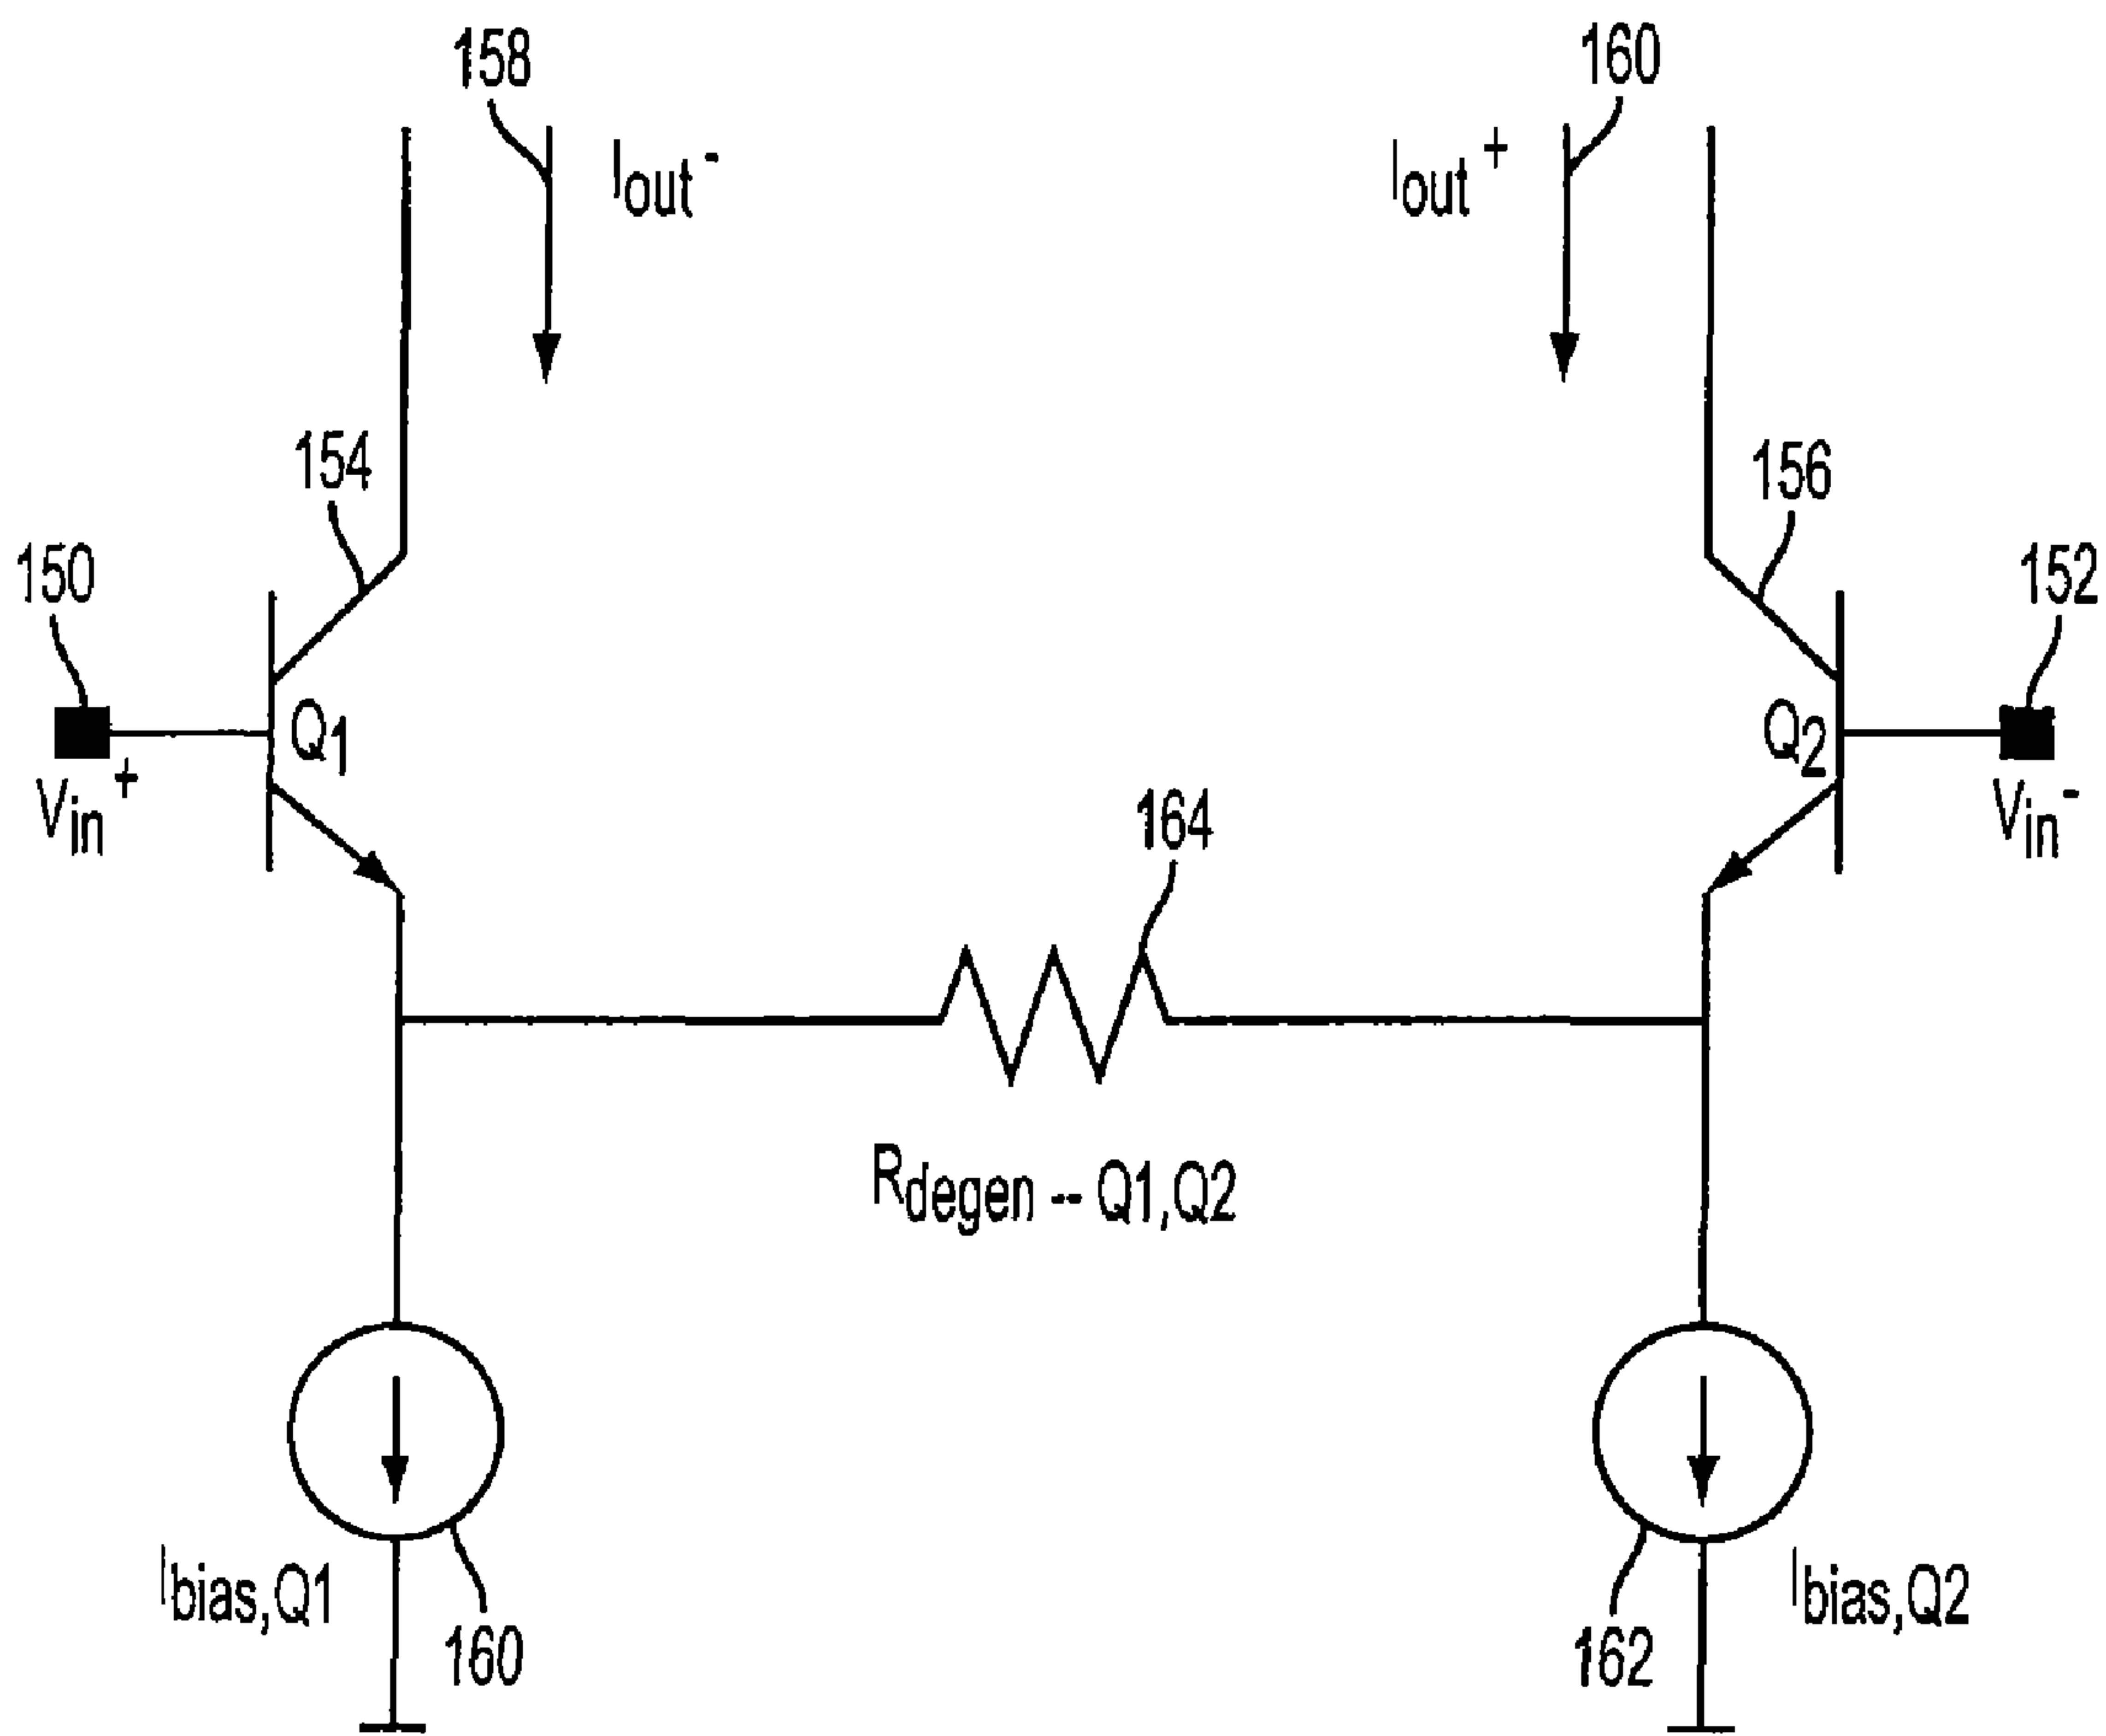 158
160
Iout-
Iout+
154
156
150
152
Q1
Q2
Vin+
Vin-
164
Rdegen -- Q1,Q2
Ibias,Q1
Ibias,Q2
160
162